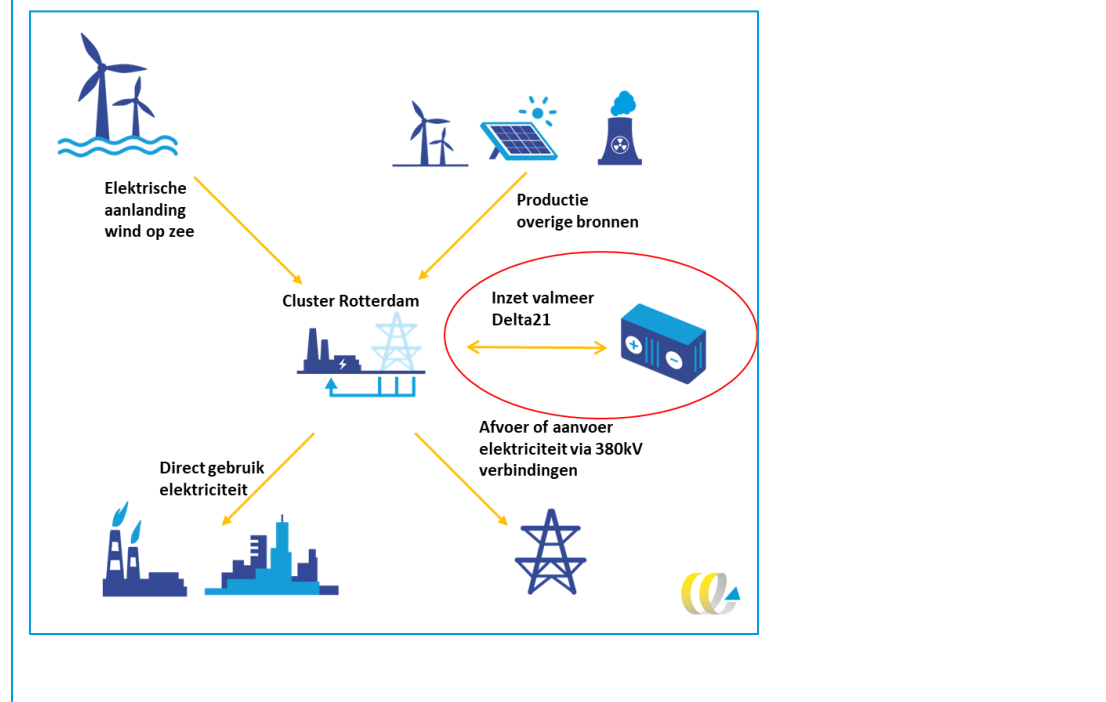 Elektrische
aanlanding
wind op zee
Productie
overige bronnen
Cluster Rotterdam
Inzet valmeer
Delta21
Afvoer of aanvoer
elektriciteit via 380kV
verbindingen
Direct gebruik
elektriciteit